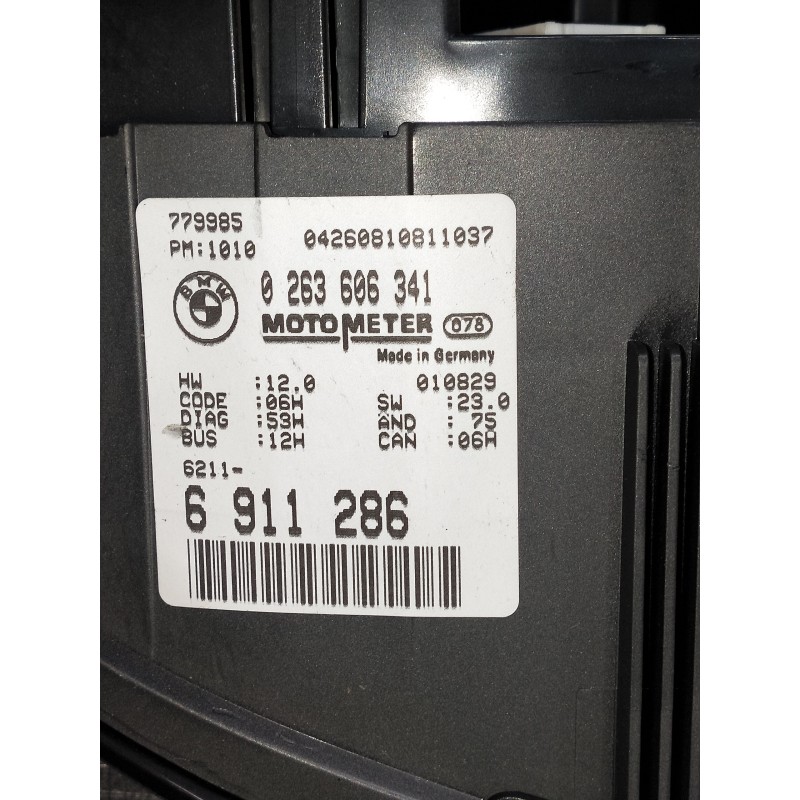 779985
PM:1010 04260810811037
BMW
0 263 606 341
MOTOMETER 078
Made in Germany
HW :12.0 010829
CODE :06H SW :23.0
DIAG :53H AND : 75
BUS :12H CAN :06H
6211-
6 911 286